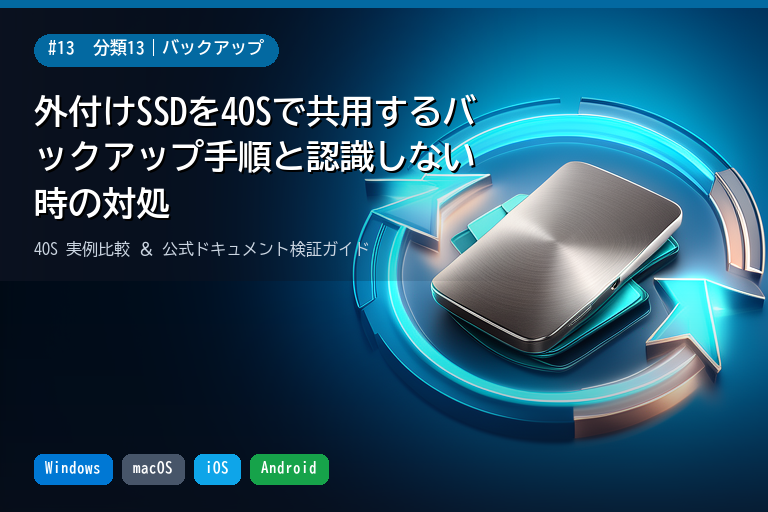 #13 分類13｜バックアップ
外付けSSDを4OSで共用するバ
ックアップ手順と認識しない
時の対処
4OS 実例比較 ＆ 公式ドキュメント検証ガイド
Windows
macOS
iOS
Android